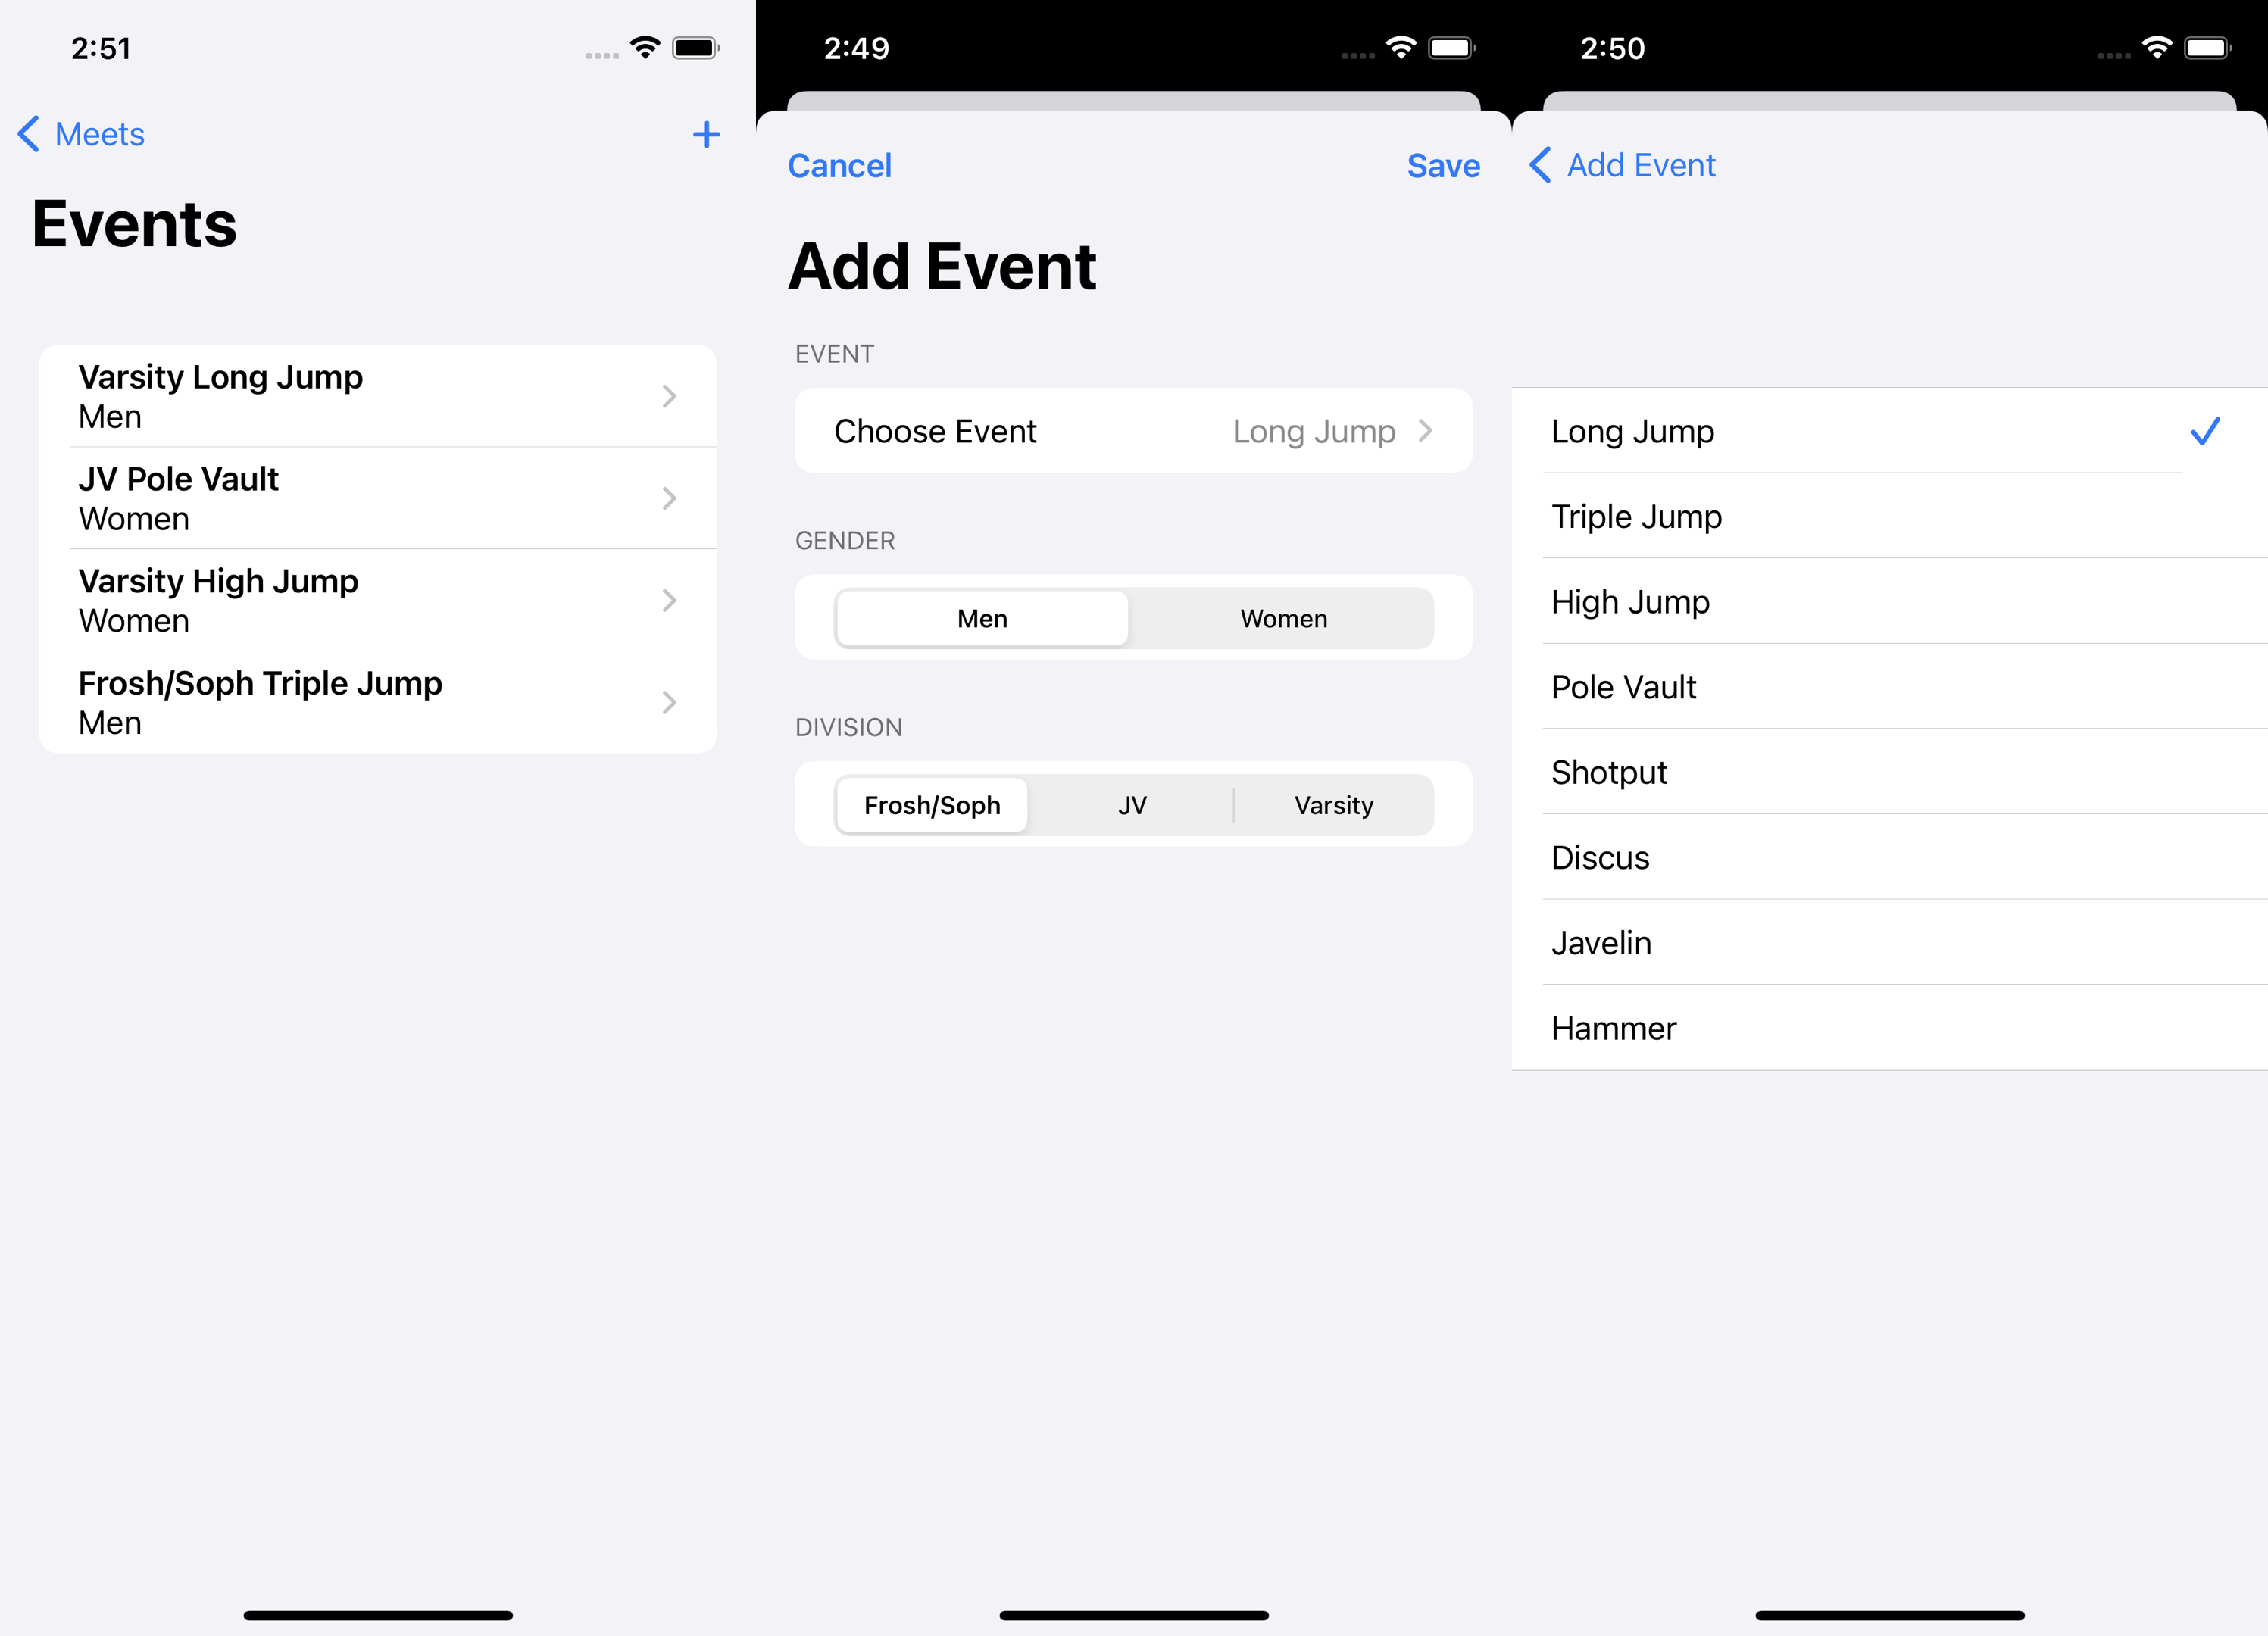 2:51
Meets
Events
Varsity Long Jump
Men
JV Pole Vault
Women
Varsity High Jump
Women
Frosh/Soph Triple Jump
Men
2:49
Cancel Save
Add Event
EVENT
Choose Event Long Jump
GENDER
Men Women
DIVISION
Frosh/Soph JV Varsity
2:50
Add Event
Long Jump
Triple Jump
High Jump
Pole Vault
Shotput
Discus
Javelin
Hammer